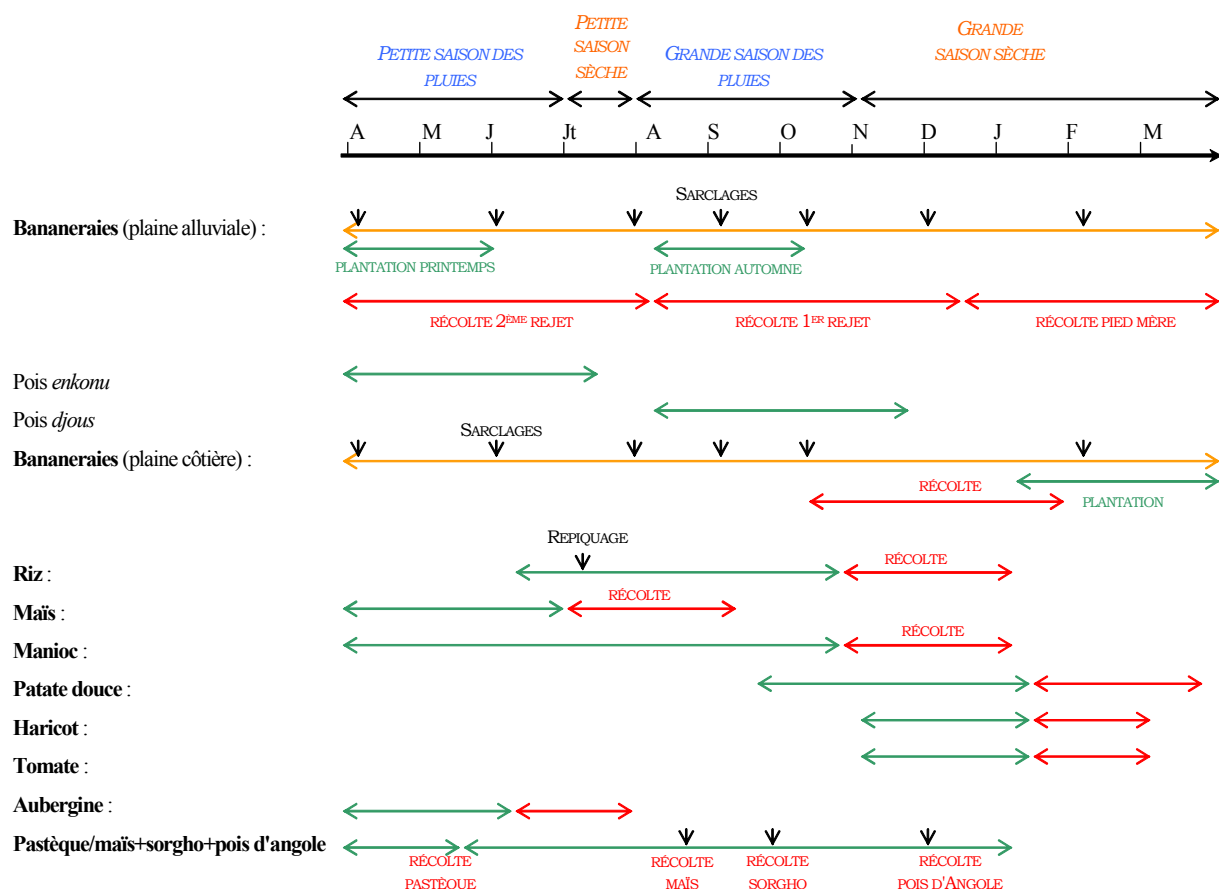 PETITE SAISON DES PLUIES
PETITE SAISON SÈCHE
GRANDE SAISON DES PLUIES
GRANDE SAISON SÈCHE
A M J Jt A S O N D J F M
SARCLAGES
Bananeraies (plaine alluviale) :
PLANTATION PRINTEMPS
PLANTATION AUTOMNE
RÉCOLTE 2ÈME REJET
RÉCOLTE 1ER REJET
RÉCOLTE PIED MÈRE
Pois enkonu
Pois djous
SARCLAGES
Bananeraies (plaine côtière) :
RÉCOLTE
PLANTATION
REPIQUAGE
Riz :
RÉCOLTE
Maïs :
RÉCOLTE
Manioc :
RÉCOLTE
Patate douce :
Haricot :
Tomate :
Aubergine :
Pastèque/maïs+sorgho+pois d'angole
RÉCOLTE PASTÈQUE
RÉCOLTE MAÏS
RÉCOLTE SORGHO
RÉCOLTE POIS D'ANGOLE